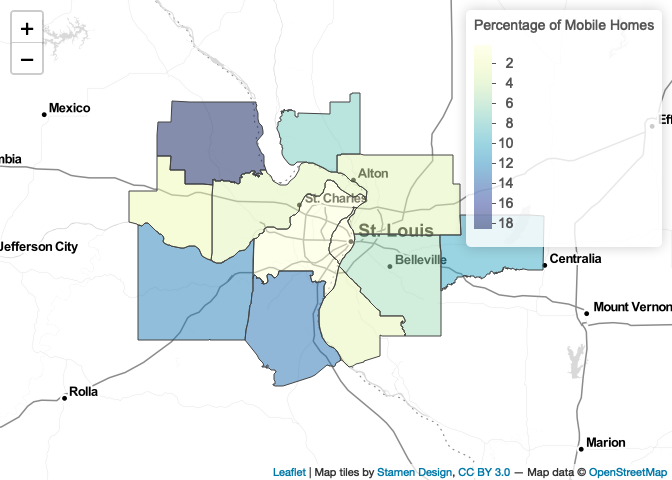 +
−
Percentage of Mobile Homes
2
4
6
8
10
12
14
16
18
Mexico
Eff
mbia
Alton
St. Charles
St. Louis
Jefferson City
Belleville
Centralia
Mount Vernon
Rolla
Marion
Leaflet | Map tiles by Stamen Design, CC BY 3.0 — Map data © OpenStreetMap